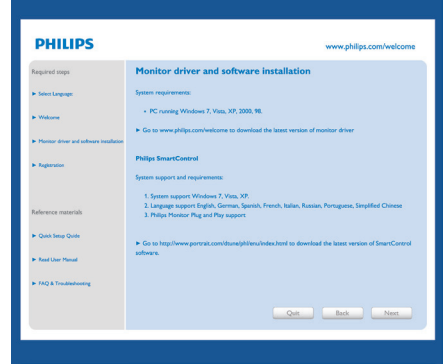 PHILIPS
www.philips.com/welcome
Required steps
► Select Language:
► Welcome
► Monitor driver and software installation
► Registration
Reference materials
► Quick Setup Guide
► Read User Manual
► FAQ & Troubleshooting
Monitor driver and software installation
System requirements:
• PC running Windows 7, Vista, XP, 2000, 98.
► Go to www.philips.com/welcome to download the latest version of monitor driver
Philips SmartControl
System support and requirements:
1. System support Windows 7, Vista, XP.
2. Language support English, German, Spanish, French, Italian, Russian, Portuguese, Simplified Chinese
3. Philips Monitor Plug and Play support
► Go to http://www.portrait.com/dtune/phl/enu/index.html to download the latest version of SmartControl
software.
Quit
Back
Next